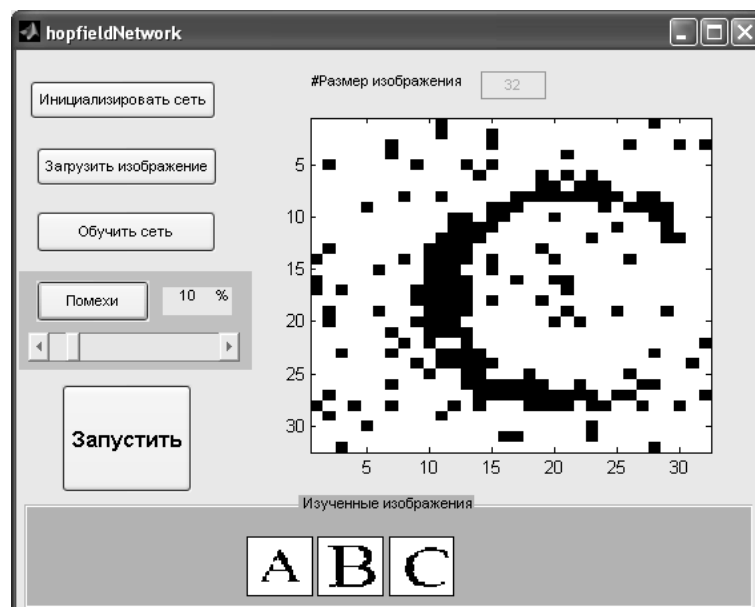 hopfieldNetwork
#Размер изображения 32
Инициализировать сеть
Загрузить изображение
Обучить сеть
Помехи 10 %
Запустить
5
10
15
20
25
30
5 10 15 20 25 30
Изученные изображения
A B C